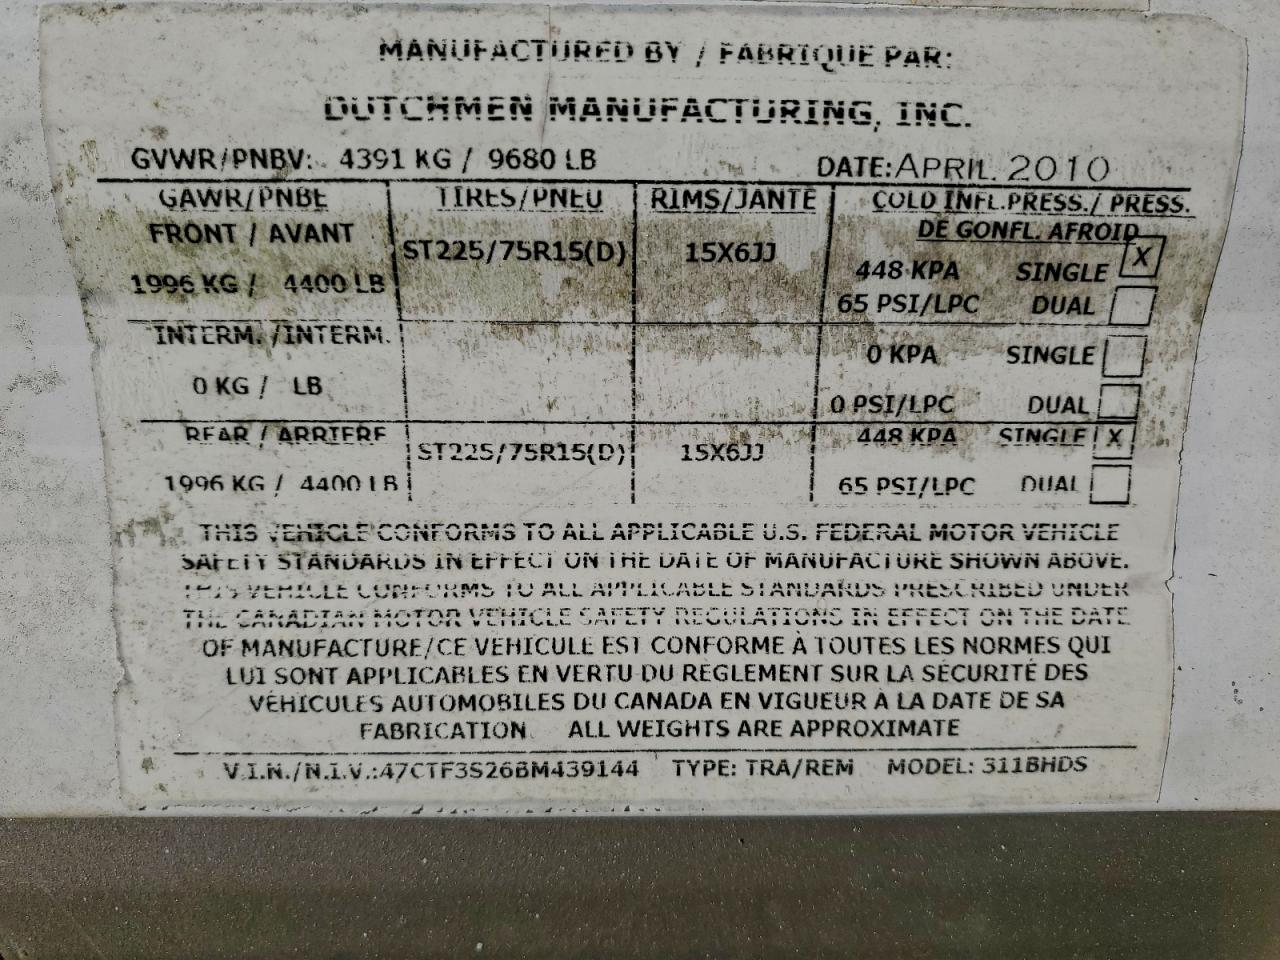 MANUFACTURED BY / FABRIQUE PAR:
DUTCHMEN MANUFACTURING, INC.
GVWR/PNBV: 4391 KG / 9680 LB DATE: APRIL 2010
GAWR/PNBE TIRES/PNEU RIMS/JANTE COLD INFL.PRESS./ PRESS.
FRONT / AVANT DE GONFL. AFROID
ST225/75R15(D) 15X6JJ 448 KPA SINGLE X
1996 KG / 4400 LB 65 PSI/LPC DUAL
INTERM. /INTERM. 0 KPA SINGLE
0 KG / LB 0 PSI/LPC DUAL
REAR / ARRIERE ST225/75R15(D) 15X6JJ 448 KPA SINGLE X
1996 KG / 4400 LB 65 PSI/LPC DUAL
THIS VEHICLE CONFORMS TO ALL APPLICABLE U.S. FEDERAL MOTOR VEHICLE
SAFETY STANDARDS IN EFFECT ON THE DATE OF MANUFACTURE SHOWN ABOVE.
THIS VEHICLE CONFORMS TO ALL APPLICABLE STANDARDS PRESCRIBED UNDER
THE CANADIAN MOTOR VEHICLE SAFETY REGULATIONS IN EFFECT ON THE DATE
OF MANUFACTURE/CE VÉHICULE EST CONFORME À TOUTES LES NORMES QUI
LUI SONT APPLICABLES EN VERTU DU RÈGLEMENT SUR LA SÉCURITÉ DES
VÉHICULES AUTOMOBILES DU CANADA EN VIGUEUR À LA DATE DE SA
FABRICATION ALL WEIGHTS ARE APPROXIMATE
V.I.N./N.I.V.:47CTF3S26BM439144 TYPE: TRA/REM MODEL: 311BHDS